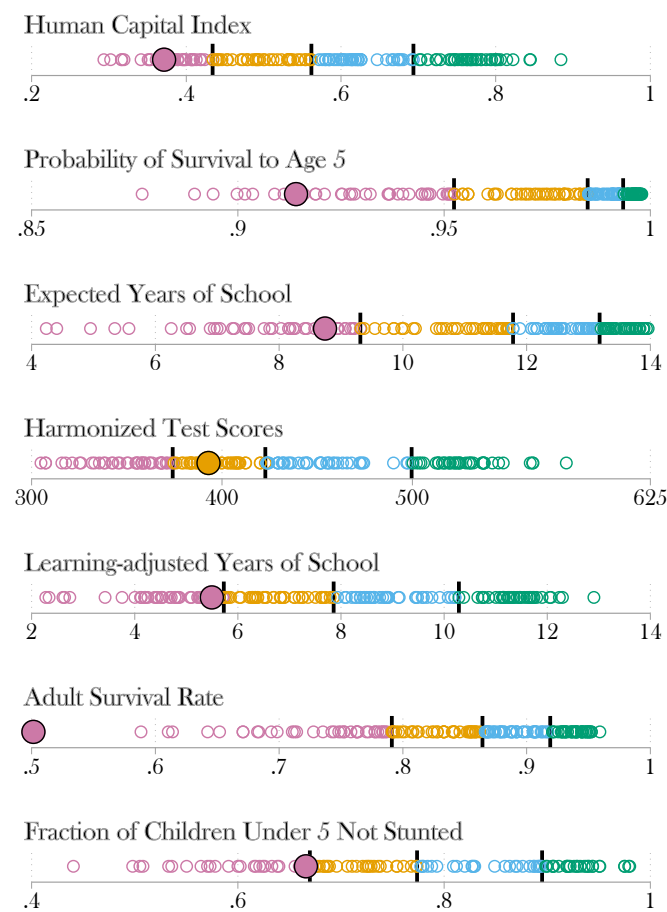 Human Capital Index
.2 .4 .6 .8 1
Probability of Survival to Age 5
.85 .9 .95 1
Expected Years of School
4 6 8 10 12 14
Harmonized Test Scores
300 400 500 625
Learning-adjusted Years of School
2 4 6 8 10 12 14
Adult Survival Rate
.5 .6 .7 .8 .9 1
Fraction of Children Under 5 Not Stunted
.4 .6 .8 1